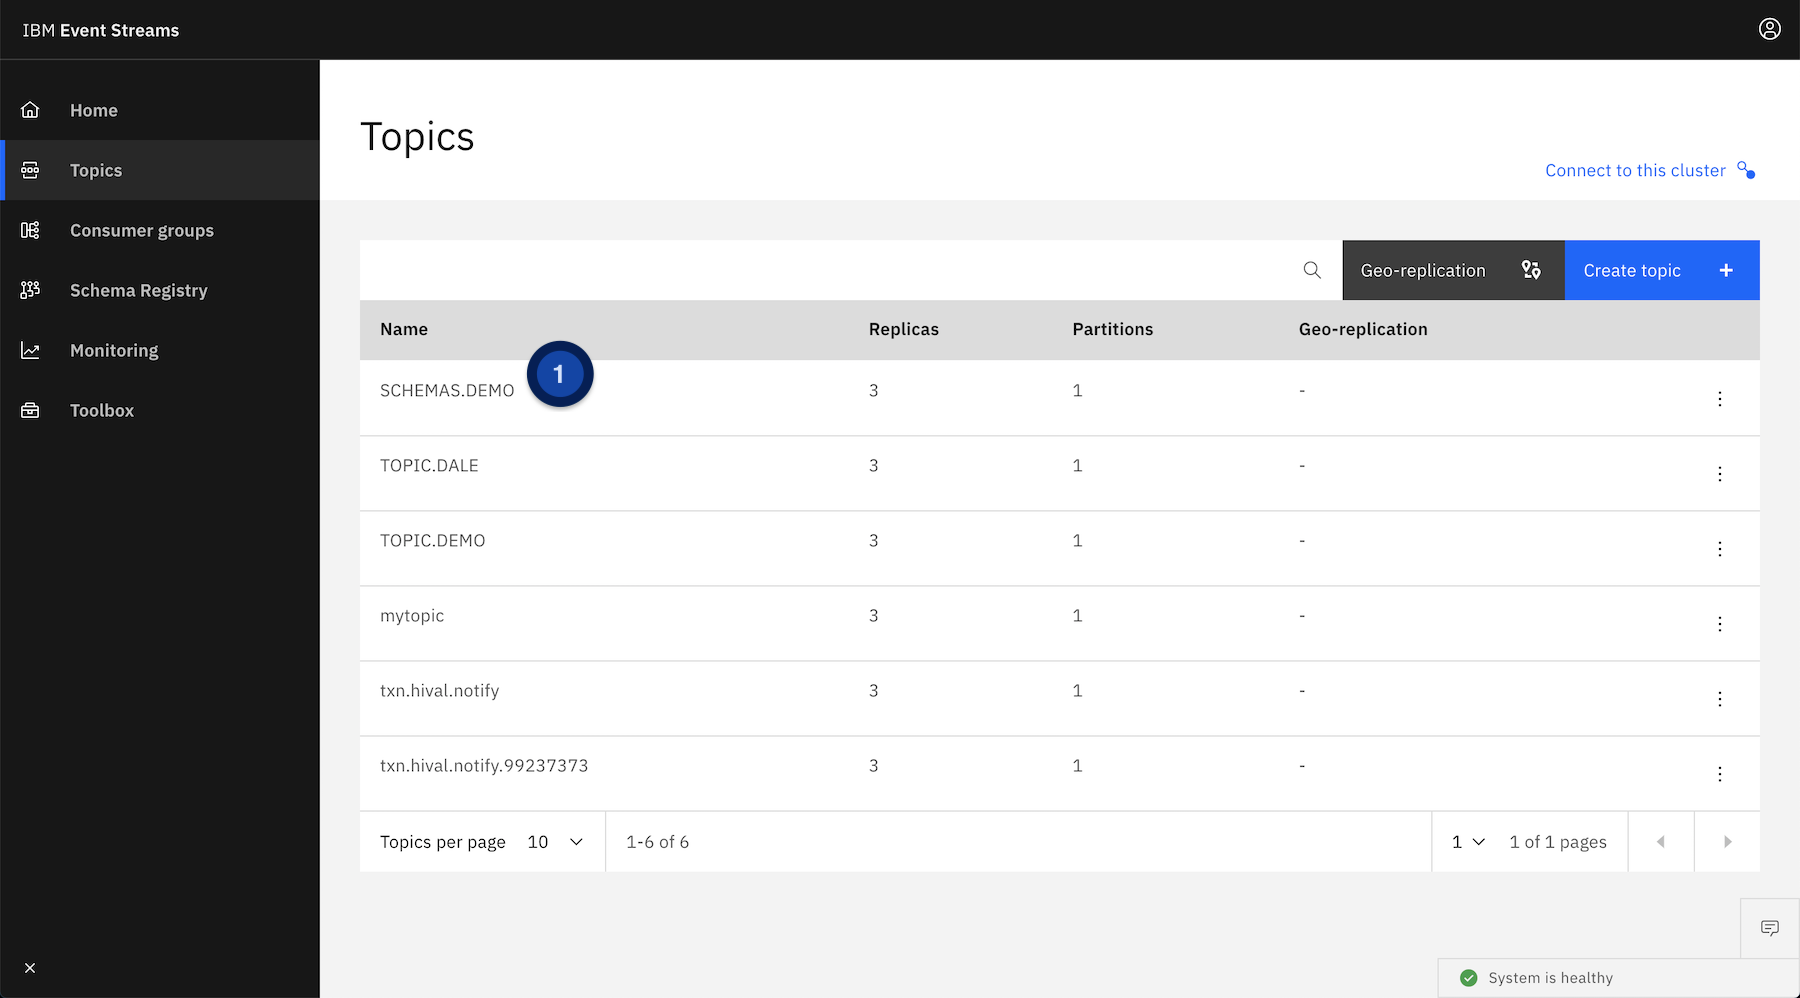 IBM Event Streams
Home
Topics
Consumer groups
Schema Registry
Monitoring
Toolbox
Topics
Connect to this cluster
Geo-replication
Create topic +
Name Replicas Partitions Geo-replication
1
SCHEMAS.DEMO 3 1 -
TOPIC.DALE 3 1 -
TOPIC.DEMO 3 1 -
mytopic 3 1 -
txn.hival.notify 3 1 -
txn.hival.notify.99237373 3 1 -
Topics per page 10 1-6 of 6 1 1 of 1 pages
System is healthy